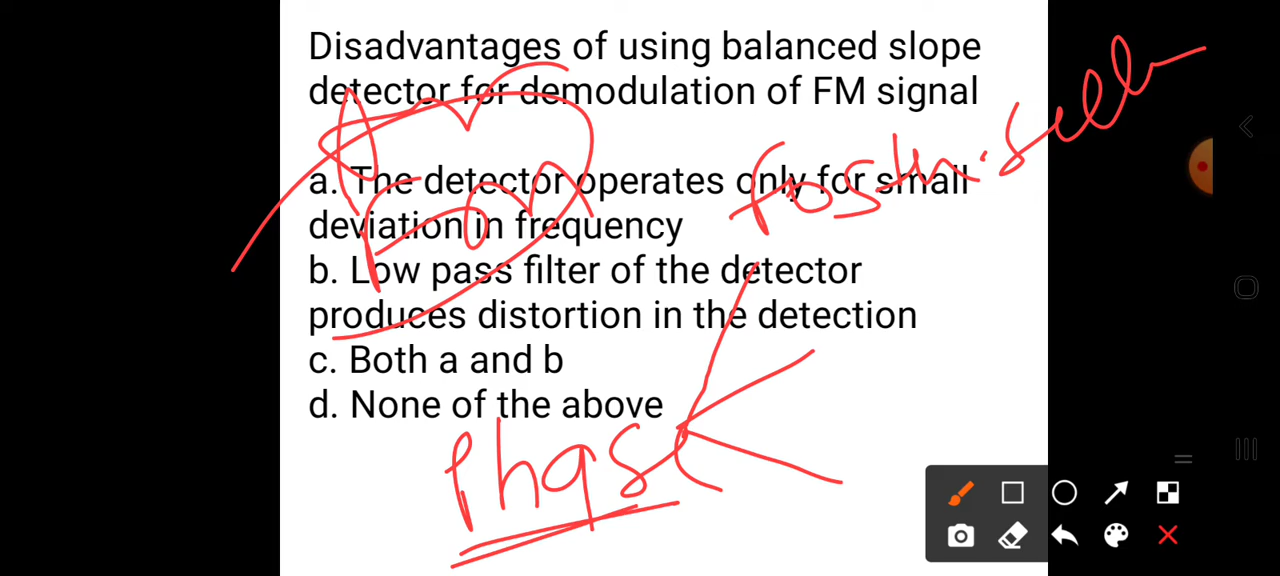 Disadvantages of using balanced slope
detector for demodulation of FM signal
a. The detector operates only for small
deviation in frequency
b. Low pass filter of the detector
produces distortion in the detection
c. Both a and b
d. None of the above
Phase